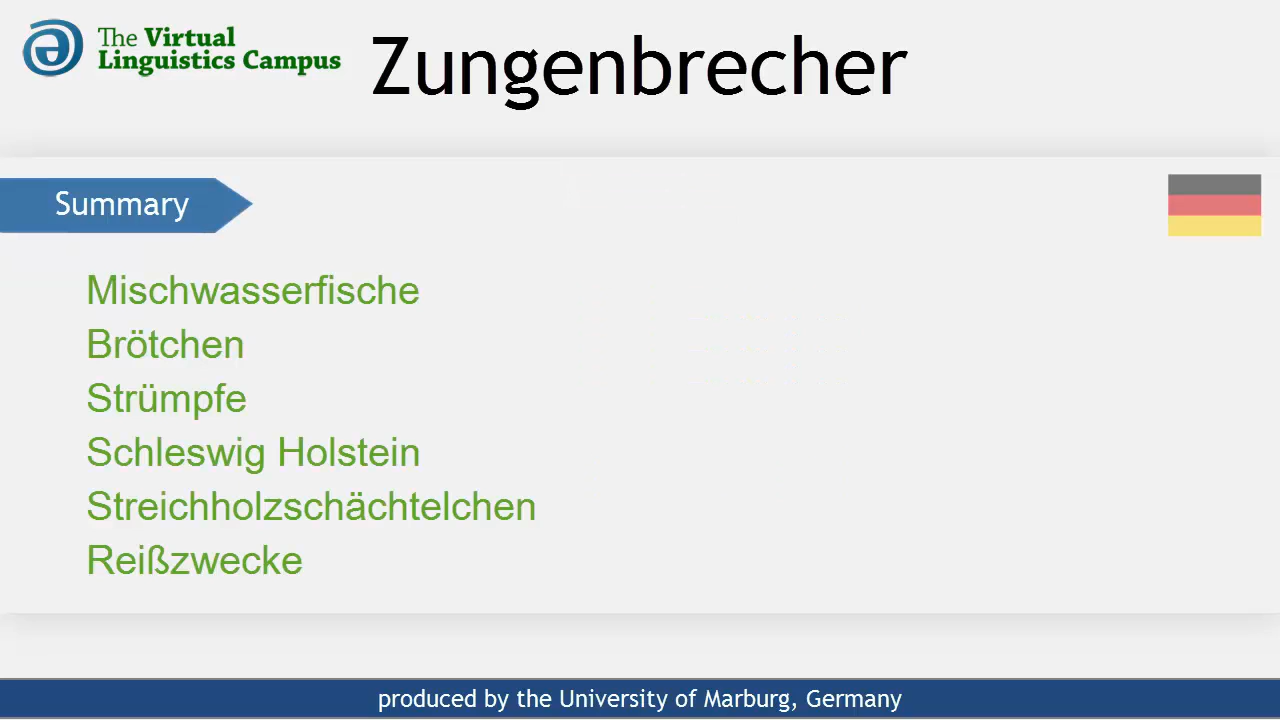 The Virtual
Linguistics Campus
Zungenbrecher
Summary
Mischwasserfische
Brötchen
Strümpfe
Schleswig Holstein
Streichholzschächtelchen
Reißzwecke
produced by the University of Marburg, Germany